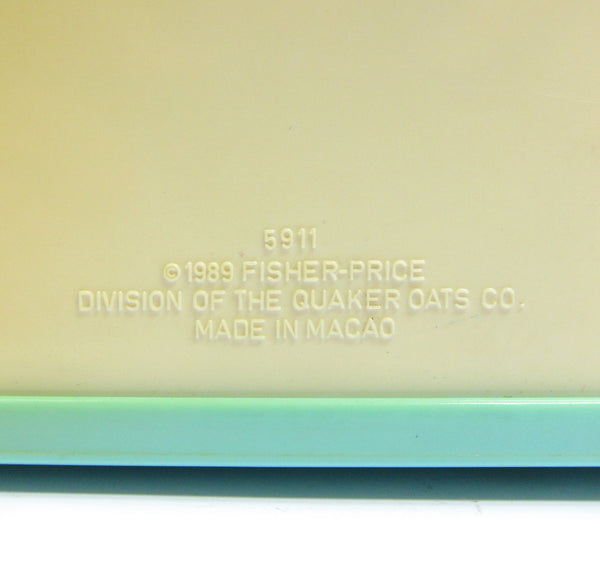 5911
©1989 FISHER-PRICE
DIVISION OF THE QUAKER OATS CO.
MADE IN MACAO